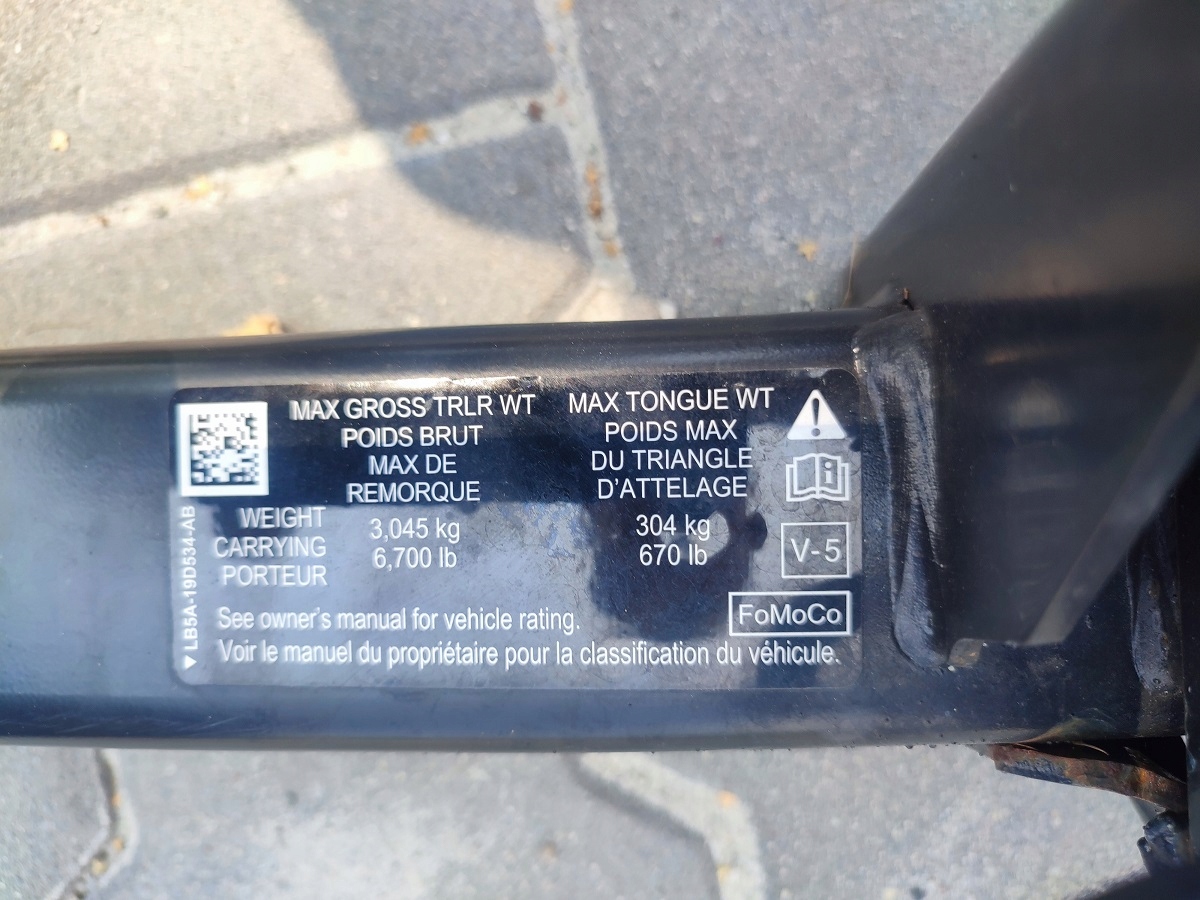 MAX GROSS TRLR WT
POIDS BRUT
MAX DE
REMORQUE
MAX TONGUE WT
POIDS MAX
DU TRIANGLE
D'ATTELAGE
WEIGHT
CARRYING
PORTEUR
3,045 kg
6,700 lb
304 kg
670 lb
V-5
FoMoCo
▼LB5A-19D534-AB
See owner's manual for vehicle rating.
Voir le manuel du propriétaire pour la classification du véhicule.